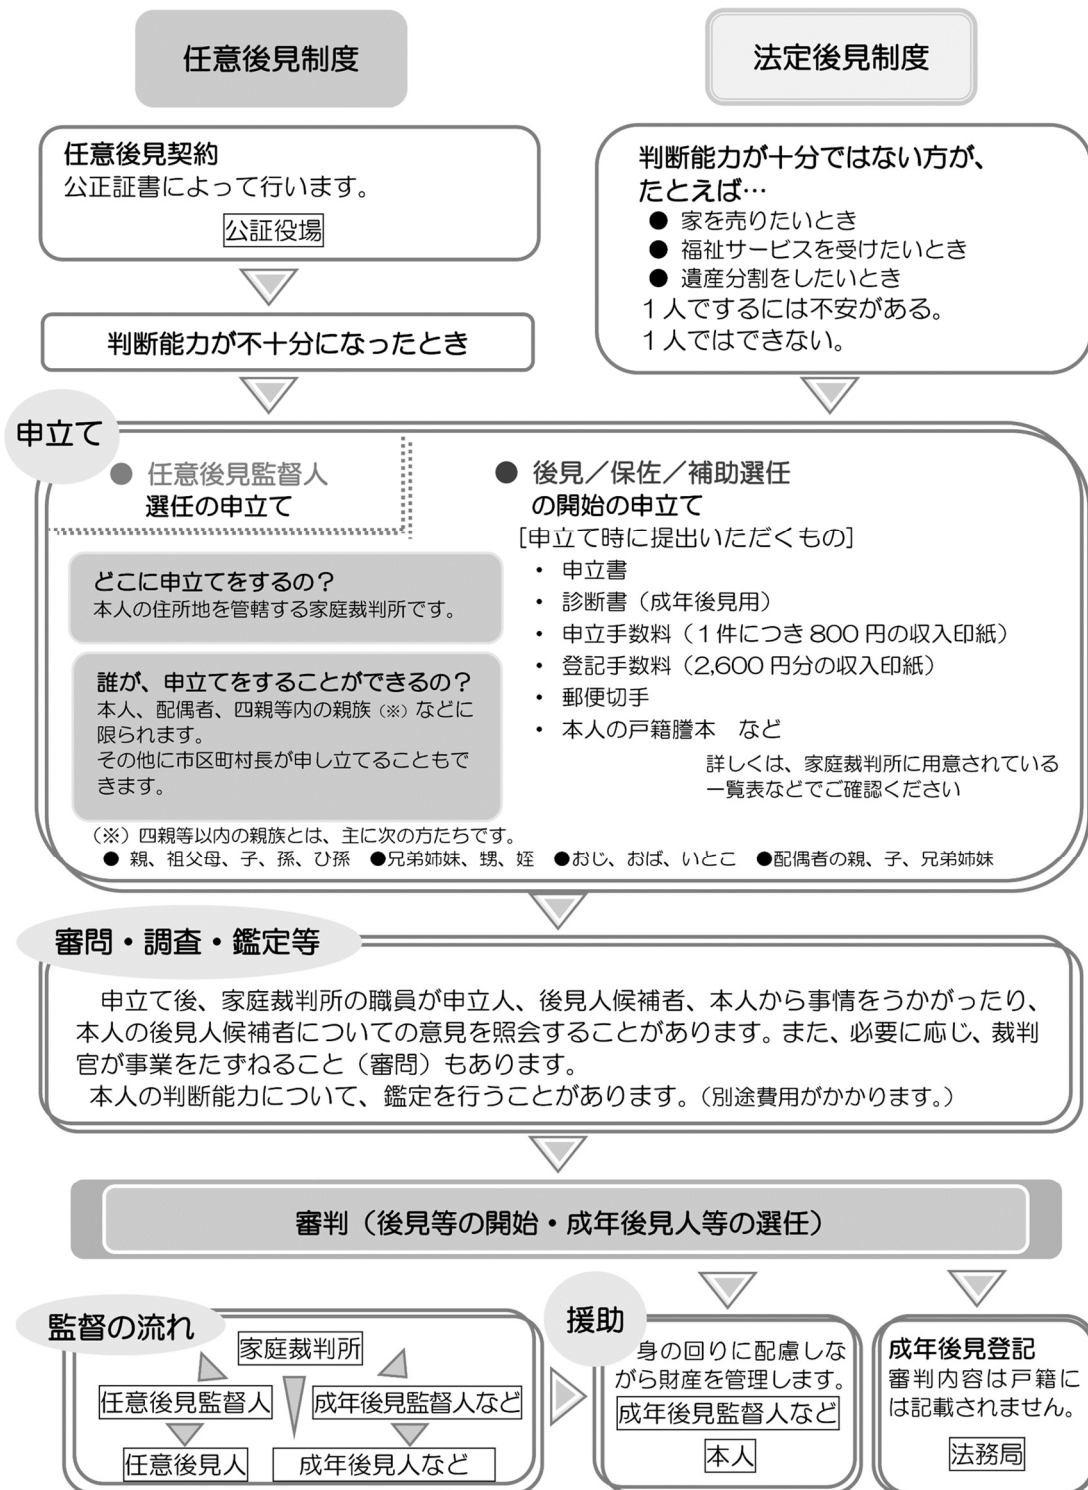 任意後見制度
法定後見制度
任意後見契約
公正証書によって行います。
公証役場
判断能力が不十分になったとき
判断能力が十分ではない方が、
たとえば…
● 家を売りたいとき
● 福祉サービスを受けたいとき
● 遺産分割をしたいとき
１人でするには不安がある。
１人ではできない。
申立て
● 任意後見監督人
選任の申立て
どこに申立てをするの？
本人の住所地を管轄する家庭裁判所です。
誰が、申立てをすることができるの？
本人、配偶者、四親等内の親族（※）などに
限られます。
その他に市区町村長が申し立てることもで
きます。
● 後見／保佐／補助選任
の開始の申立て
[申立て時に提出いただくもの]
・ 申立書
・ 診断書（成年後見用）
・ 申立手数料（１件につき 800 円の収入印紙）
・ 登記手数料（2,600 円分の収入印紙）
・ 郵便切手
・ 本人の戸籍謄本　など
詳しくは、家庭裁判所に用意されている
一覧表などでご確認ください
（※）四親等以内の親族とは、主に次の方たちです。
● 親、祖父母、子、孫、ひ孫　●兄弟姉妹、甥、姪　●おじ、おば、いとこ　●配偶者の親、子、兄弟姉妹
審問・調査・鑑定等
申立て後、家庭裁判所の職員が申立人、後見人候補者、本人から事情をうかがったり、
本人の後見人候補者についての意見を照会することがあります。また、必要に応じ、裁判
官が事業をたずねること（審問）もあります。
本人の判断能力について、鑑定を行うことがあります。（別途費用がかかります。）
審判（後見等の開始・成年後見人等の選任）
監督の流れ
家庭裁判所
任意後見監督人
成年後見監督人など
任意後見人
成年後見人など
援助
身の回りに配慮しな
がら財産を管理します。
成年後見監督人など
本人
成年後見登記
審判内容は戸籍に
は記載されません。
法務局